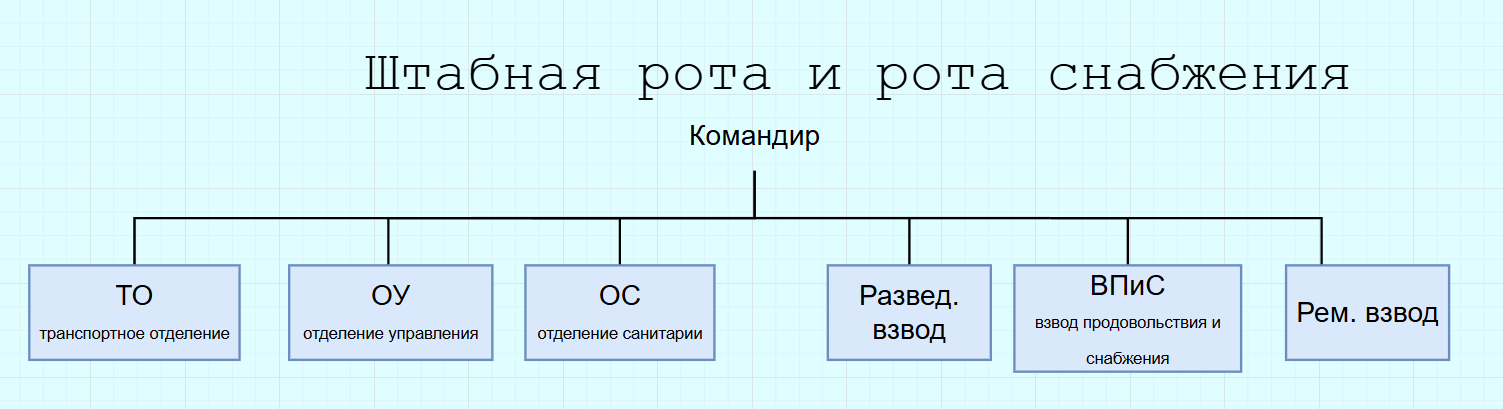 Штабная рота и рота снабжения
Командир
ТО
транспортное отделение
ОУ
отделение управления
ОС
отделение санитарии
Развед.
взвод
ВПиС
взвод продовольствия и
снабжения
Рем. взвод